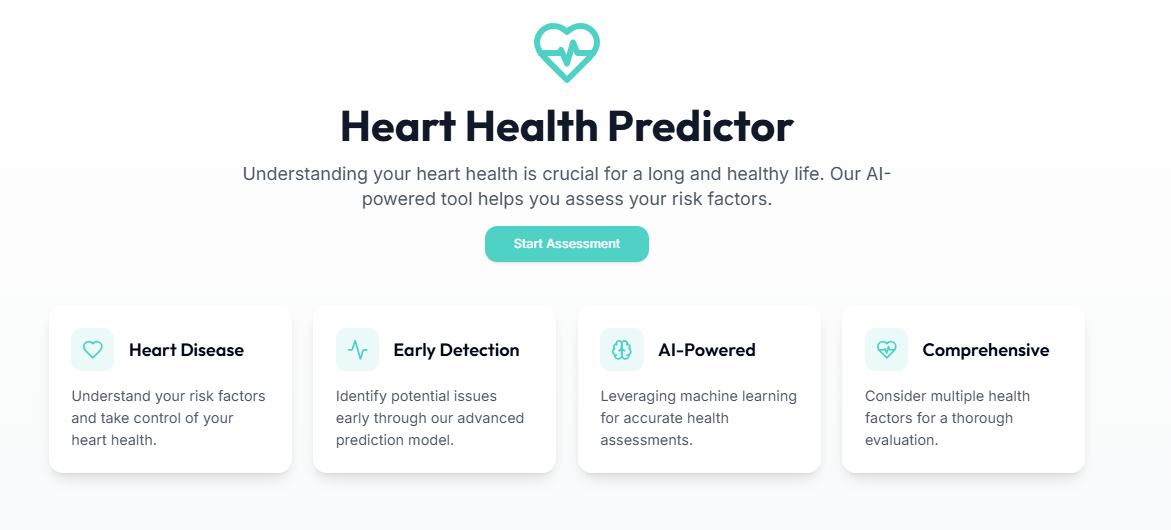 Heart Health Predictor
Understanding your heart health is crucial for a long and healthy life. Our AI-
powered tool helps you assess your risk factors.
Start Assessment
Heart Disease
Understand your risk factors
and take control of your
heart health.
Early Detection
Identify potential issues
early through our advanced
prediction model.
AI-Powered
Leveraging machine learning
for accurate health
assessments.
Comprehensive
Consider multiple health
factors for a thorough
evaluation.